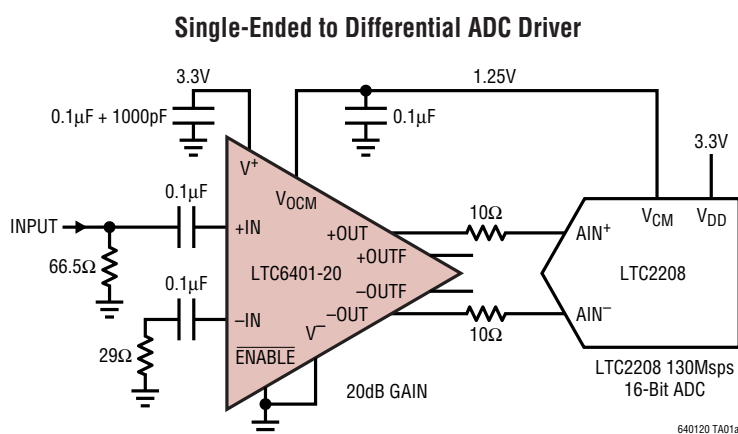 Single-Ended to Differential ADC Driver
3.3V
1.25V
0.1µF + 1000pF
0.1µF
3.3V
V+
0.1µF
VOCM
VCM
VDD
10Ω
INPUT
+IN
+OUT
AIN+
+OUTF
66.5Ω
LTC6401-20
LTC2208
0.1µF
–OUTF
–IN
–OUT
AIN–
V–
10Ω
29Ω
ENABLE
LTC2208 130Msps
16-Bit ADC
20dB GAIN
640120 TA01a